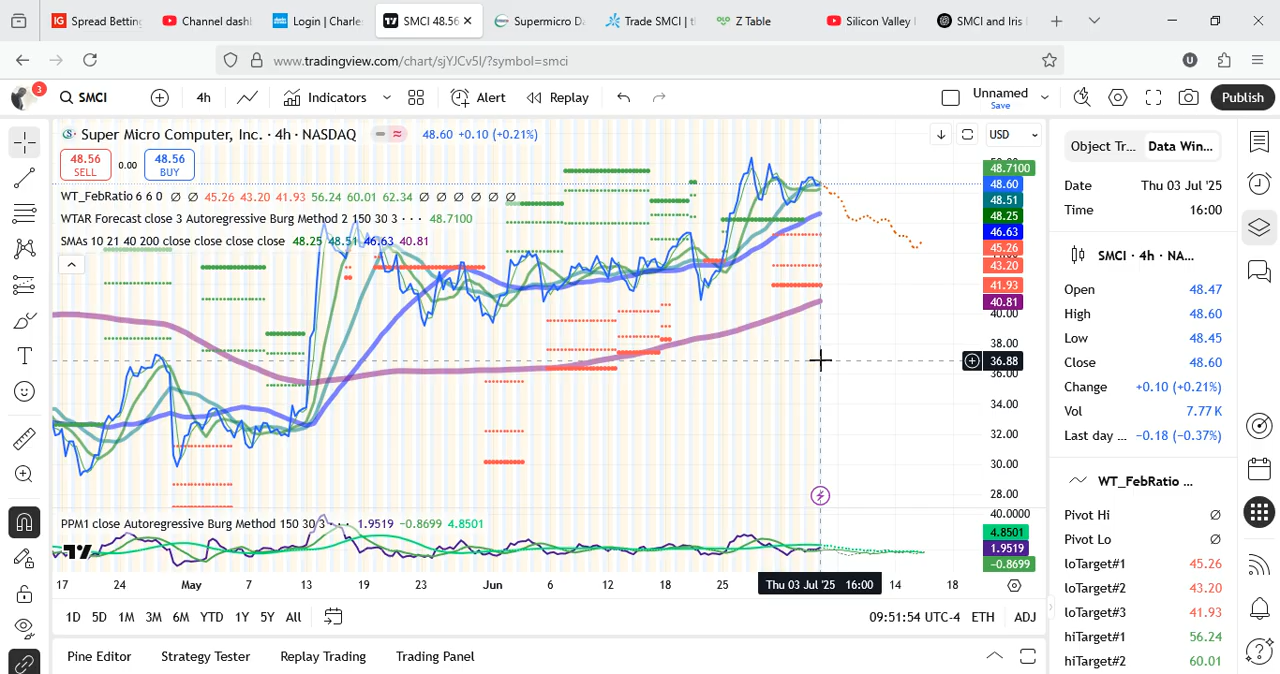 Spread Betting
Channel dash
Login | Charle
SMCI 48.56
Supermicro Da
Trade SMCI | t
Z Table
Silicon Valley
SMCI and Iris
www.tradingview.com/chart/sjYJCv5I/?symbol=smci
3
SMCI
4h
Indicators
Alert
Replay
Unnamed
Save
Publish
Super Micro Computer, Inc. · 4h · NASDAQ
48.60 +0.10 (+0.21%)
USD
48.56
SELL
0.00
48.56
BUY
WT_FebRatio 6 6 0 Ø Ø 45.26 43.20 41.93 56.24 60.01 62.34 Ø Ø Ø Ø Ø Ø
WTAR Forecast close 3 Autoregressive Burg Method 2 150 30 3 · · · 48.7100
SMAs 10 21 40 200 close close close close 48.25 48.51 46.63 40.81
48.7100
48.60
48.51
48.25
46.63
45.26
43.20
41.93
40.81
40.00
38.00
36.88
36.00
34.00
32.00
30.00
28.00
PPM1 close Autoregressive Burg Method 150 30 3 · · · 1.9519 −0.8699 4.8501
40.0000
4.8501
1.9519
−0.8699
17
24
May
7
13
19
23
Jun
6
12
18
25
Thu 03 Jul '25 16:00
14
18
1D
5D
1M
3M
6M
YTD
1Y
5Y
All
09:51:54 UTC-4
ETH
ADJ
Pine Editor
Strategy Tester
Replay Trading
Trading Panel
Object Tr...
Data Win...
Date Thu 03 Jul '25
Time 16:00
SMCI · 4h · NA...
Open 48.47
High 48.60
Low 48.45
Close 48.60
Change +0.10 (+0.21%)
Vol 7.77 K
Last day ... −0.18 (−0.37%)
WT_FebRatio ...
Pivot Hi Ø
Pivot Lo Ø
loTarget#1 45.26
loTarget#2 43.20
loTarget#3 41.93
hiTarget#1 56.24
hiTarget#2 60.01